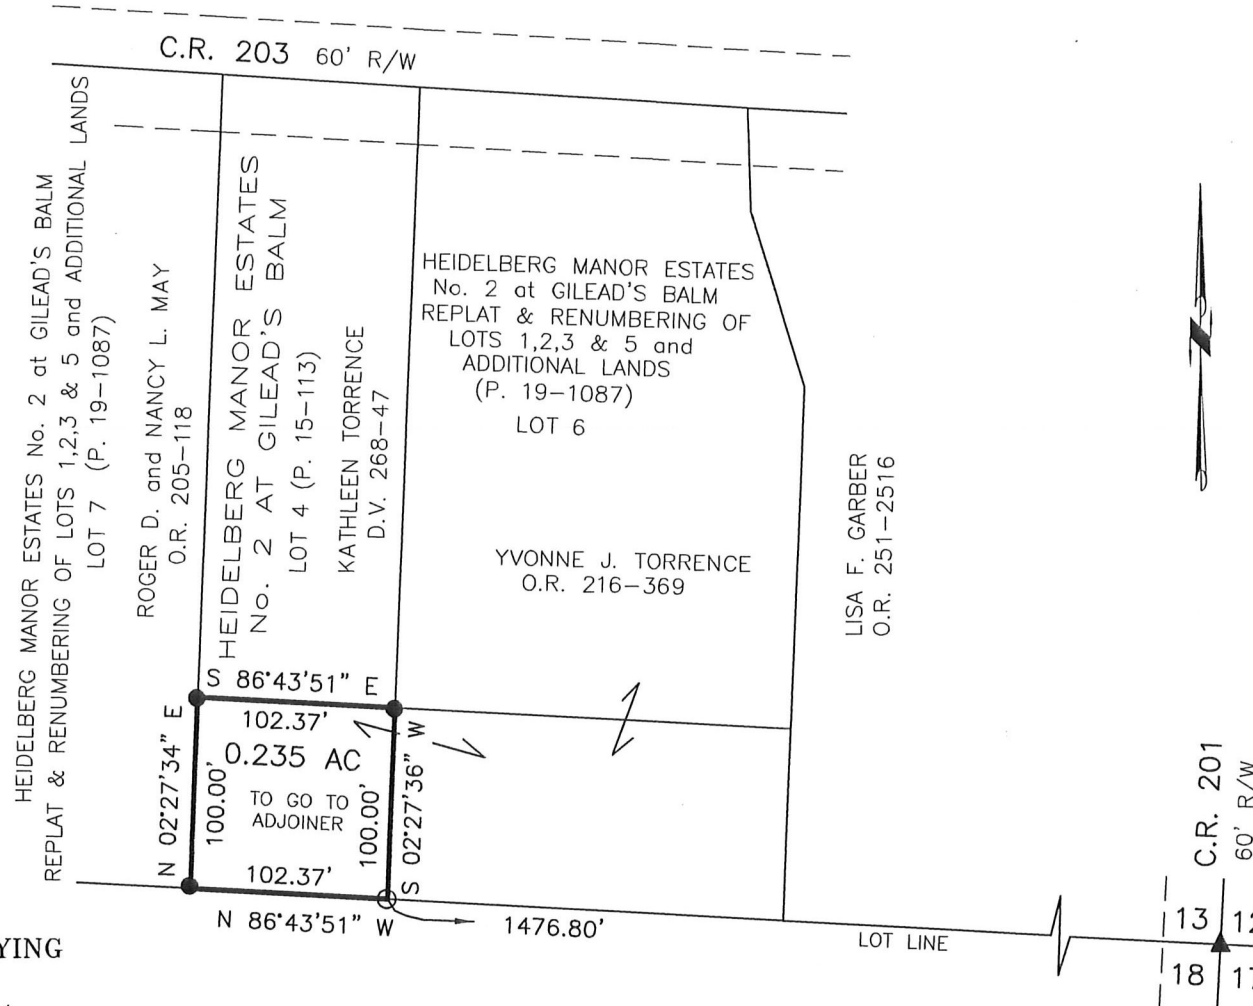 C.R. 203 60' R/W
HEIDELBERG MANOR ESTATES No. 2 at GILEAD'S BALM
REPLAT & RENUMBERING OF LOTS 1,2,3 & 5 and ADDITIONAL LANDS
LOT 7 (P. 19-1087)
ROGER D. and NANCY L. MAY
O.R. 205-118
HEIDELBERG MANOR ESTATES
No. 2 AT GILEAD'S BALM
LOT 4 (P. 15-113)
KATHLEEN TORRENCE
D.V. 268-47
HEIDELBERG MANOR ESTATES
No. 2 at GILEAD'S BALM
REPLAT & RENUMBERING OF
LOTS 1,2,3 & 5 and
ADDITIONAL LANDS
(P. 19-1087)
LOT 6
YVONNE J. TORRENCE
O.R. 216-369
LISA F. GARBER
O.R. 251-2516
N
S 86°43'51" E
102.37'
0.235 AC
TO GO TO
ADJOINER
N 02°27'34" E
100.00'
100.00'
S 02°27'36" W
102.37'
N 86°43'51" W
1476.80'
LOT LINE
C.R. 201
60' R/W
13
12
18
17
YING